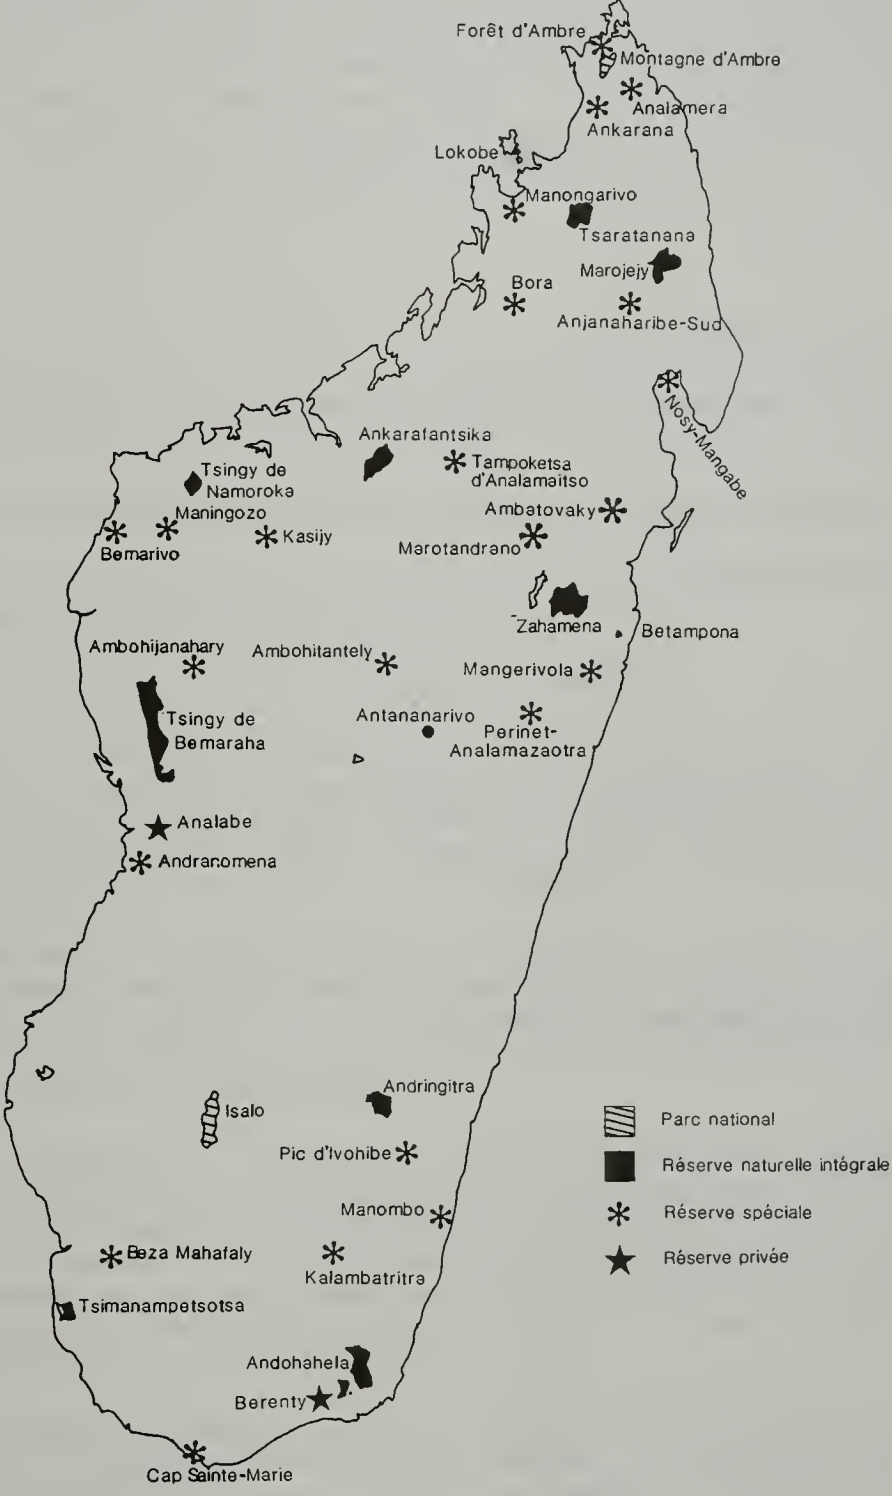 Forêt d'Ambre
Montagne d'Ambre
Analamera
Ankarana
Lokobe
Manongarivo
Tsaratanana
Marojejy
Bora
Anjanaharibe-Sud
Nosy-Mangabe
Ankarafantsika
Tsingy de
Namoroka
Tampoketsa
d'Analamaitso
Maningozo
Ambatovaky
Bemarivo
Kasijy
Marotandrano
Zahamena
Betampona
Ambohijanahary
Ambohitantely
Mangerivola
Tsingy de
Bemaraha
Antananarivo
Perinet-
Analamazaotra
Analabe
Andranomena
Andringitra
Isalo
Parc national
Pic d'Ivohibe
Réserve naturelle intégrale
Manombo
Réserve spéciale
Beza Mahafaly
Réserve privée
Kalambatritra
Tsimanampetsotsa
Andohahela
Berenty
Cap Sainte-Marie